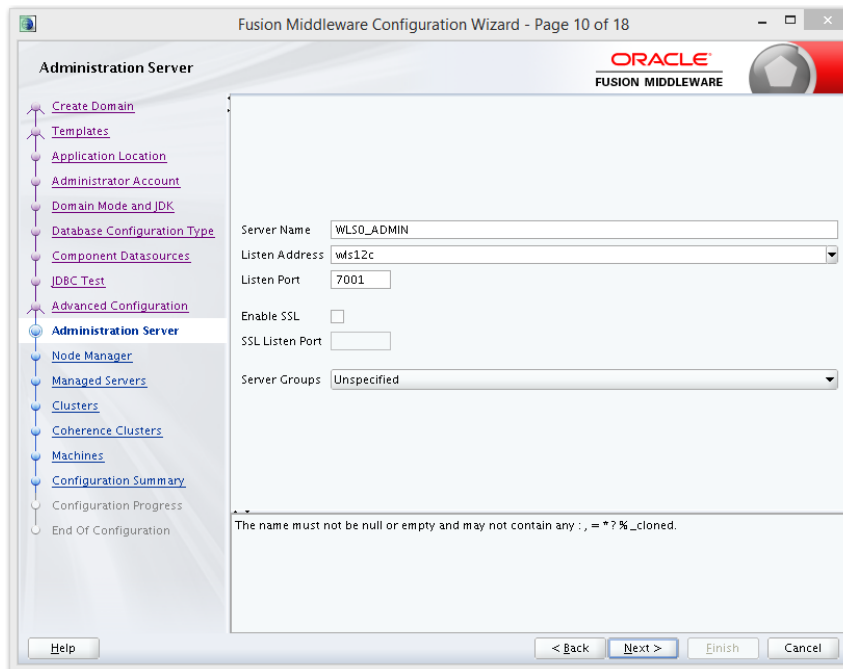 Fusion Middleware Configuration Wizard - Page 10 of 18
Administration Server
ORACLE
FUSION MIDDLEWARE
Create Domain
Templates
Application Location
Administrator Account
Domain Mode and JDK
Database Configuration Type
Component Datasources
JDBC Test
Advanced Configuration
Administration Server
Node Manager
Managed Servers
Clusters
Coherence Clusters
Machines
Configuration Summary
Configuration Progress
End Of Configuration
Server Name WLS0_ADMIN
Listen Address wls12c
Listen Port 7001
Enable SSL
SSL Listen Port
Server Groups Unspecified
The name must not be null or empty and may not contain any : , = * ? % _cloned.
Help
< Back Next > Finish Cancel